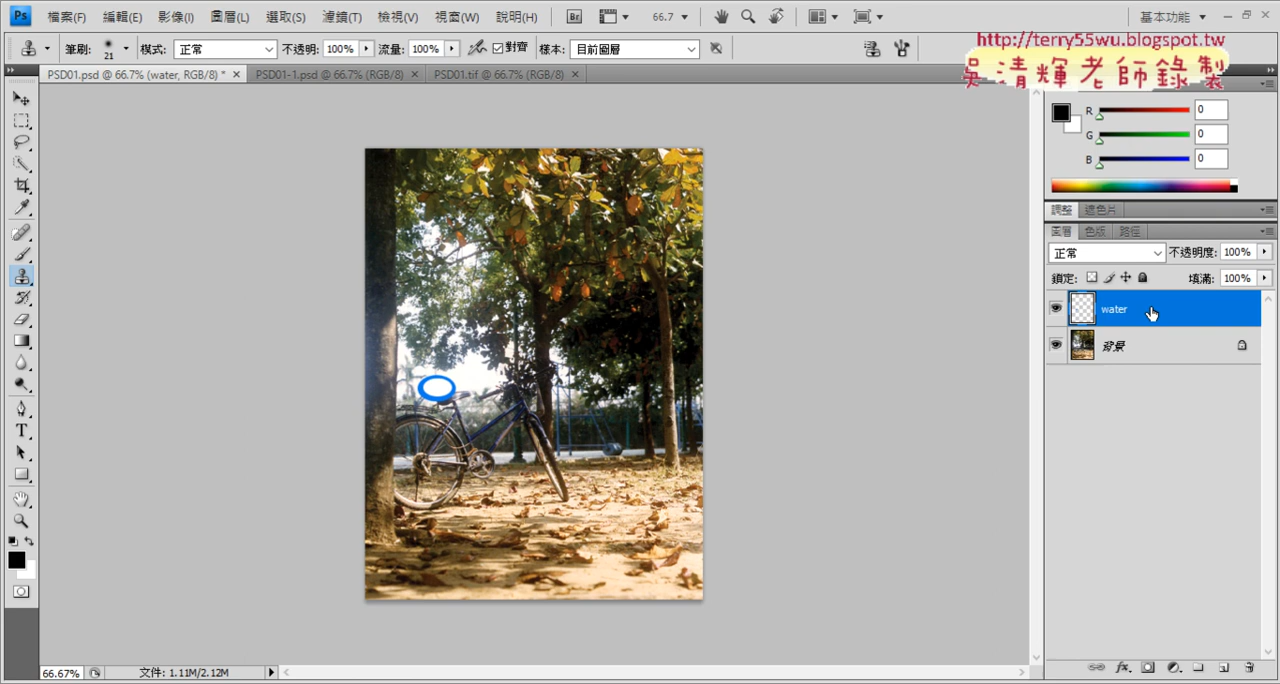 Ps 檔案(F) 編輯(E) 影像(I) 圖層(L) 選取(S) 濾鏡(T) 檢視(V) 視窗(W) 說明(H) Br 66.7 基本功能
筆刷: 21 模式: 正常 不透明: 100% 流量: 100% 對齊 樣本: 目前圖層
http://terry55wu.blogspot.tw
吳清輝老師錄製
PSD01.psd @ 66.7% (water, RGB/8) * PSD01-1.psd @ 66.7% (RGB/8) PSD01.tif @ 66.7% (RGB/8)
R 0
G 0
B 0
調整 遮色片
圖層 色版 路徑
正常 不透明度: 100%
鎖定: 填滿: 100%
water
背景
T
66.67% 文件: 1.11M/2.12M
fx